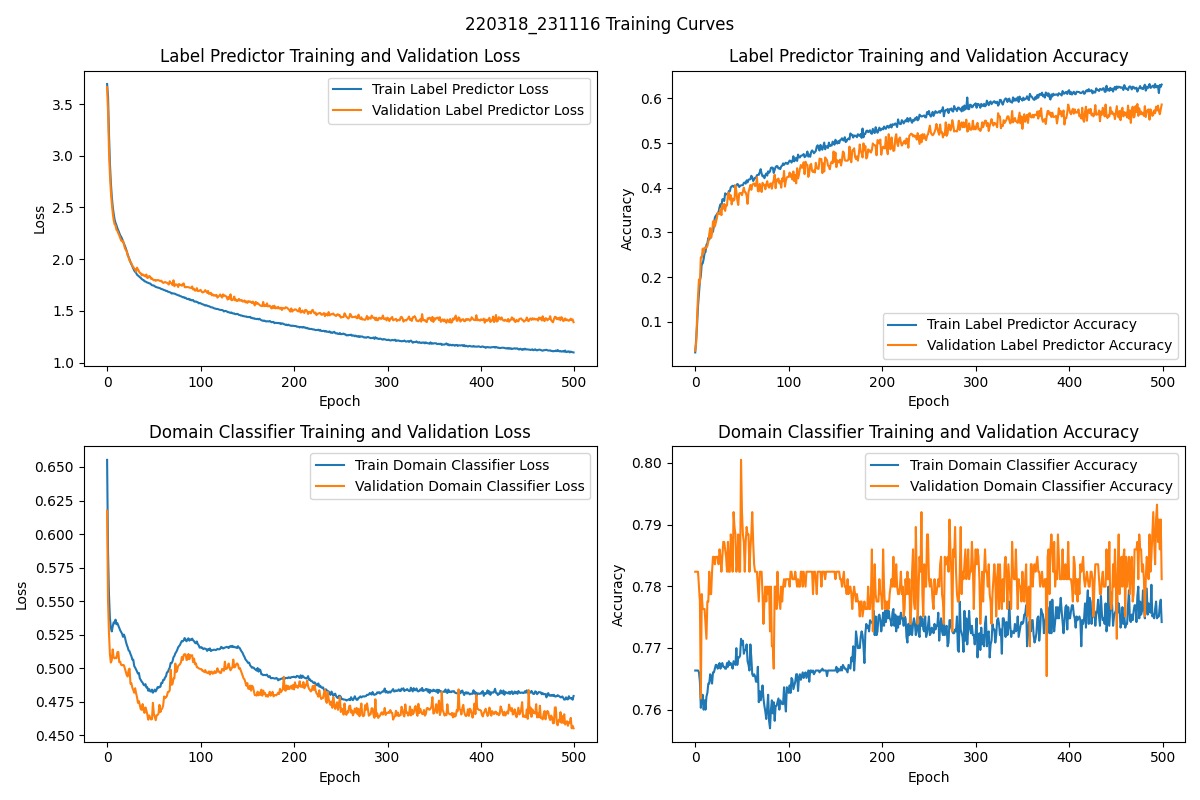 220318_231116 Training Curves
Label Predictor Training and Validation Loss
Train Label Predictor Loss
Validation Label Predictor Loss
3.5
3.0
2.5
2.0
1.5
1.0
Loss
0 100 200 300 400 500
Epoch
Label Predictor Training and Validation Accuracy
0.6
0.5
0.4
0.3
0.2
0.1
Accuracy
Train Label Predictor Accuracy
Validation Label Predictor Accuracy
0 100 200 300 400 500
Epoch
Domain Classifier Training and Validation Loss
Train Domain Classifier Loss
Validation Domain Classifier Loss
0.650
0.625
0.600
0.575
0.550
0.525
0.500
0.475
0.450
Loss
0 100 200 300 400 500
Epoch
Domain Classifier Training and Validation Accuracy
Train Domain Classifier Accuracy
Validation Domain Classifier Accuracy
0.80
0.79
0.78
0.77
0.76
Accuracy
0 100 200 300 400 500
Epoch